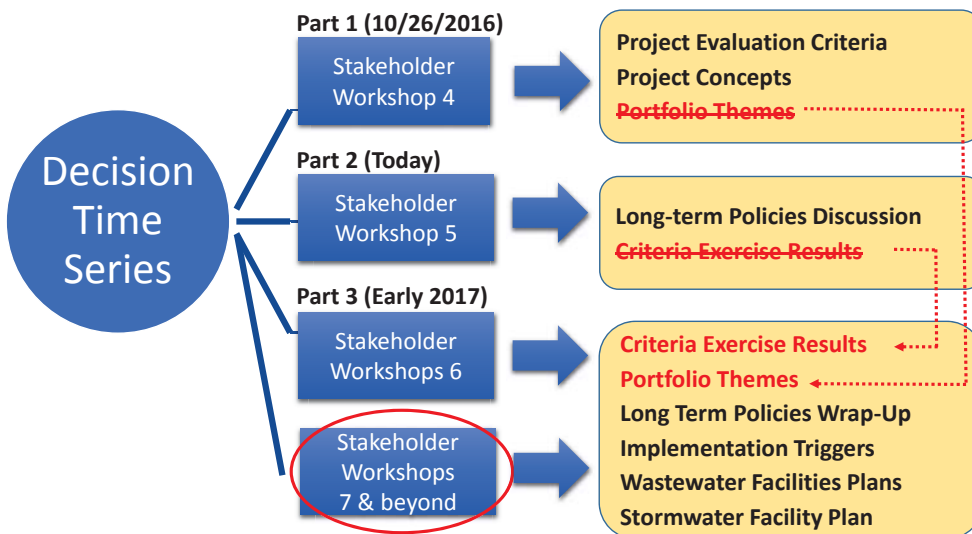 Decision
Time
Series
Part 1 (10/26/2016)
Stakeholder
Workshop 4
Project Evaluation Criteria
Project Concepts
Portfolio Themes
Part 2 (Today)
Stakeholder
Workshop 5
Long-term Policies Discussion
Criteria Exercise Results
Part 3 (Early 2017)
Stakeholder
Workshops 6
Stakeholder
Workshops
7 & beyond
Criteria Exercise Results
Portfolio Themes
Long Term Policies Wrap-Up
Implementation Triggers
Wastewater Facilities Plans
Stormwater Facility Plan